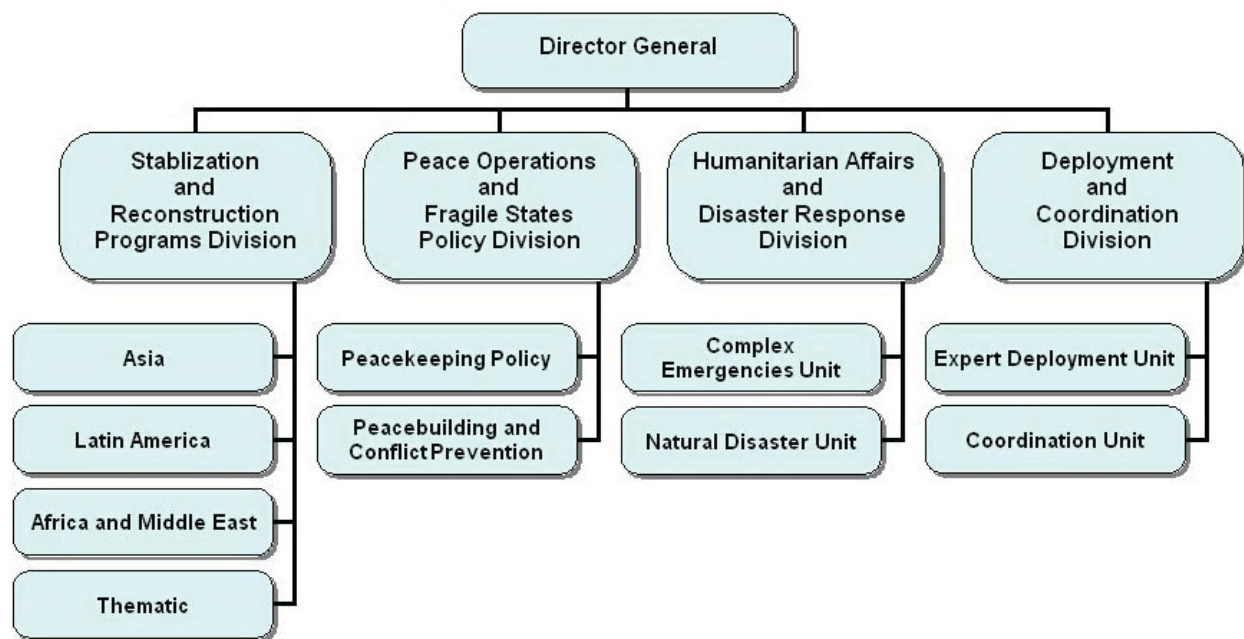 Director General
Stablization
and
Reconstruction
Programs Division
Peace Operations
and
Fragile States
Policy Division
Humanitarian Affairs
and
Disaster Response
Division
Deployment
and
Coordination
Division
Asia
Latin America
Africa and Middle East
Thematic
Peacekeeping Policy
Peacebuilding and
Conflict Prevention
Complex
Emergencies Unit
Natural Disaster Unit
Expert Deployment Unit
Coordination Unit